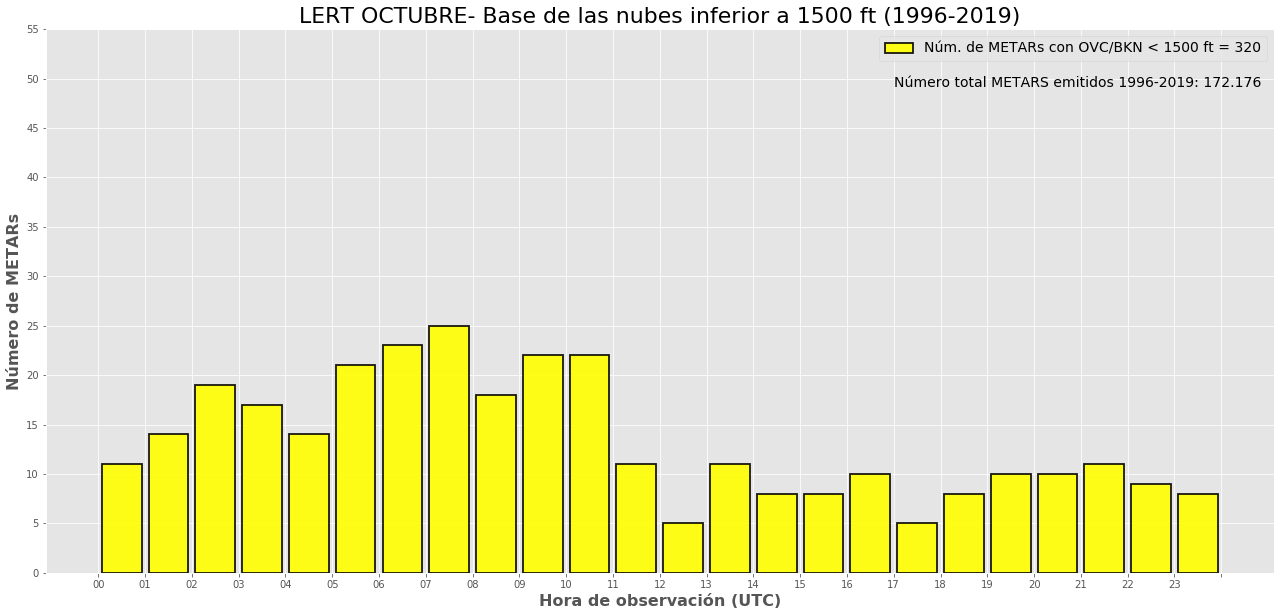 LERT OCTUBRE- Base de las nubes inferior a 1500 ft (1996-2019)
Núm. de METARs con OVC/BKN < 1500 ft = 320
Número total METARS emitidos 1996-2019: 172.176
Número de METARs
55
50
45
40
35
30
25
20
15
10
5
0
00 01 02 03 04 05 06 07 08 09 10 11 12 13 14 15 16 17 18 19 20 21 22 23
Hora de observación (UTC)